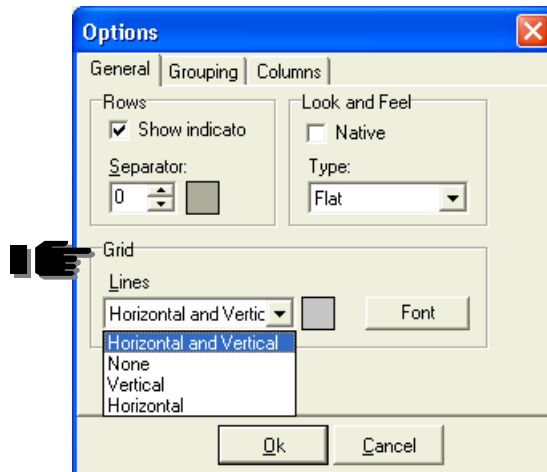 Options
General Grouping Columns
Rows
Show indicato
Separator:
0
Look and Feel
Native
Type:
Flat
Grid
Lines
Horizontal and Vertic
Font
Horizontal and Vertical
None
Vertical
Horizontal
Ok Cancel